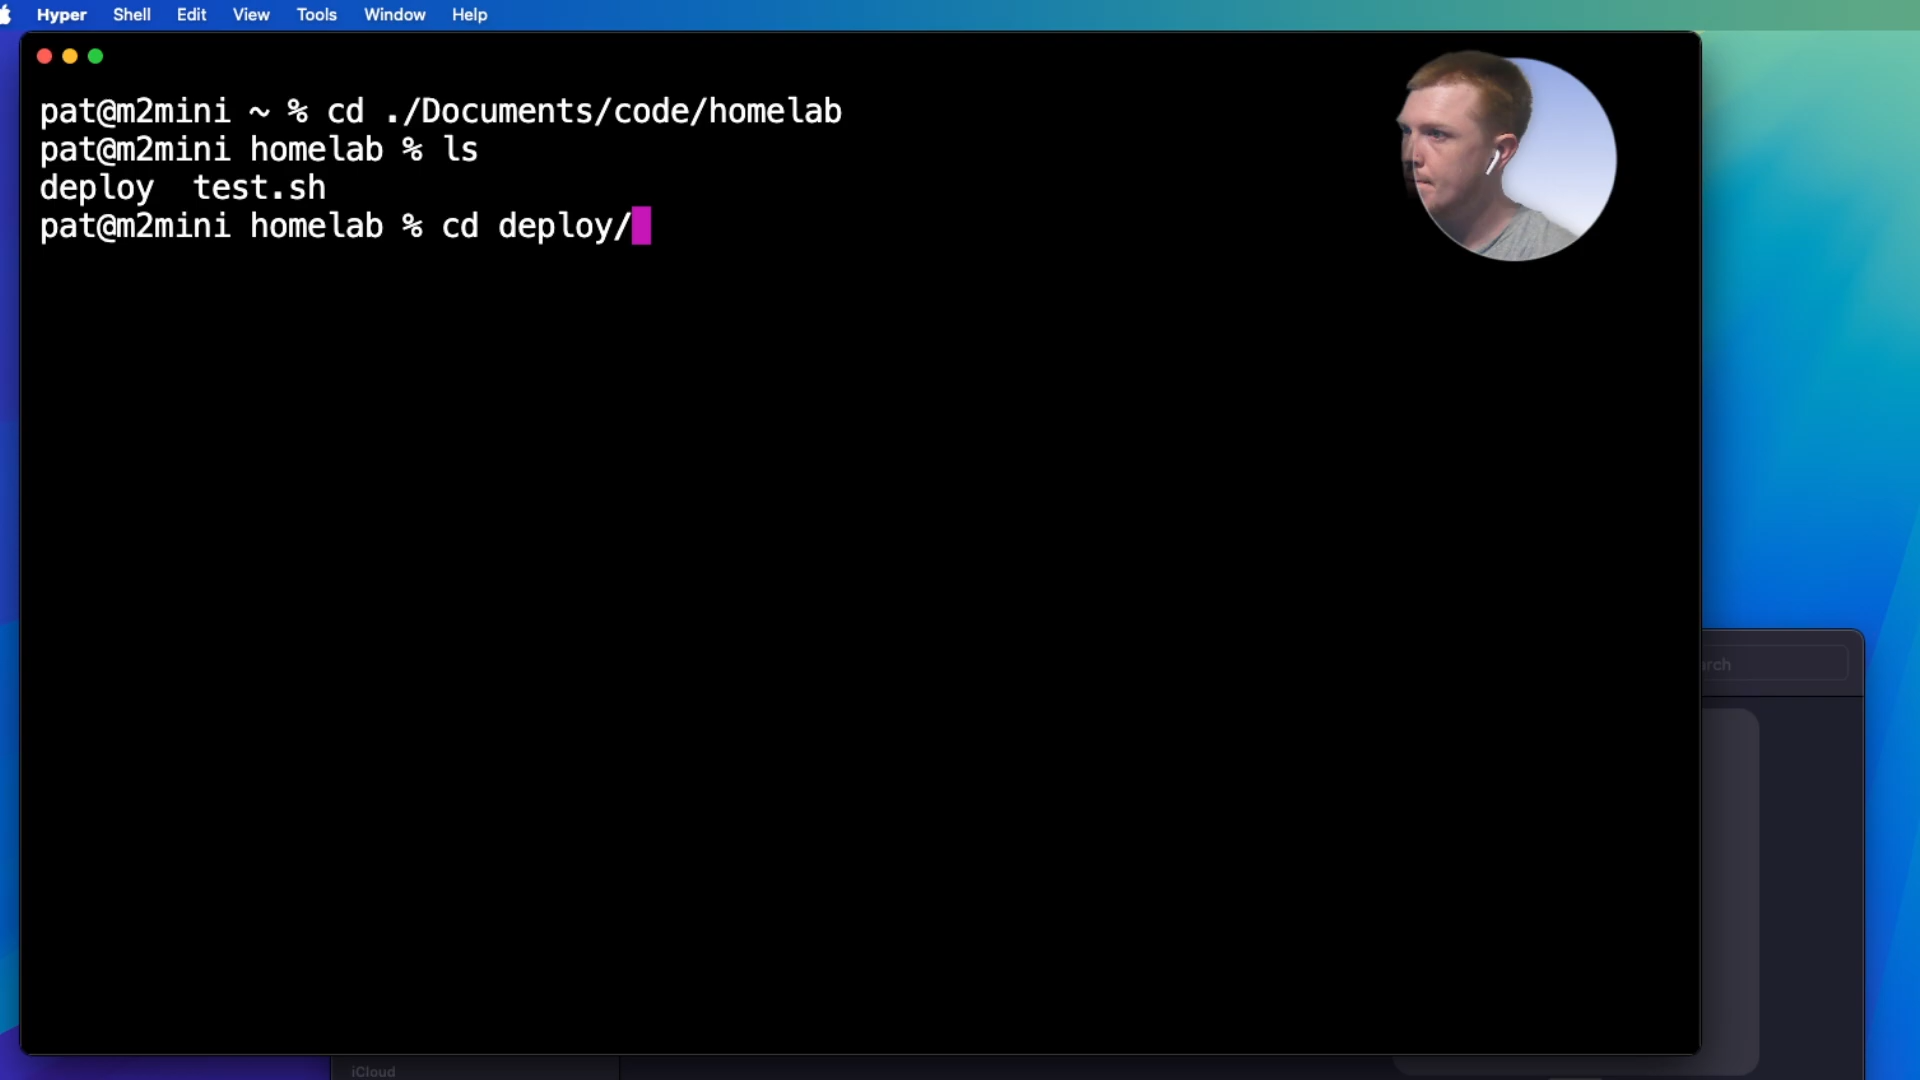 Hyper Shell Edit View Tools Window Help
pat@m2mini ~ % cd ./Documents/code/homelab
pat@m2mini homelab % ls
deploy  test.sh
pat@m2mini homelab % cd deploy/
arch
iCloud